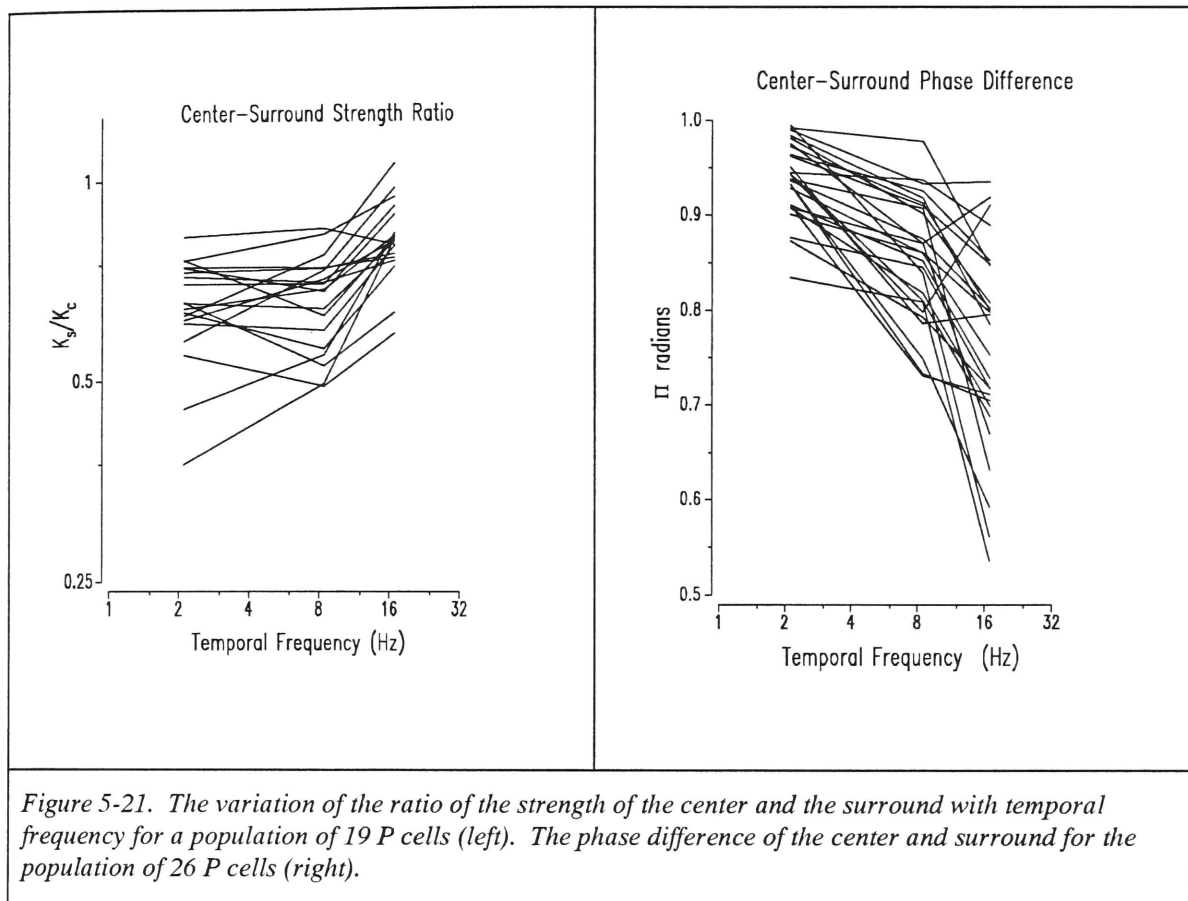 Center-Surround Strength Ratio
1
0.5
0.25
Ks/Kc
1 2 4 8 16 32
Temporal Frequency (Hz)
Center-Surround Phase Difference
1.0
0.9
0.8
0.7
0.6
0.5
Π radians
1 2 4 8 16 32
Temporal Frequency (Hz)
Figure 5-21. The variation of the ratio of the strength of the center and the surround with temporal
frequency for a population of 19 P cells (left). The phase difference of the center and surround for the
population of 26 P cells (right).